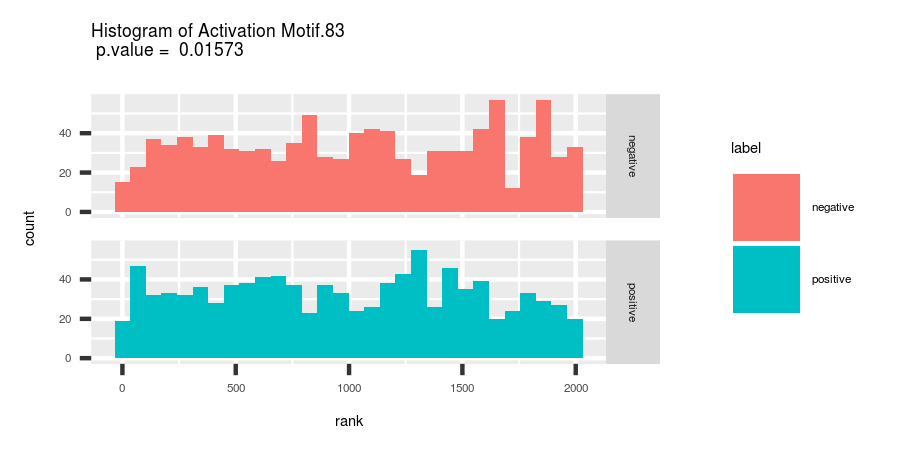 Histogram of Activation Motif.83
p.value = 0.01573
count
40
20
0
negative
40
20
0
positive
0 500 1000 1500 2000
rank
label
negative
positive